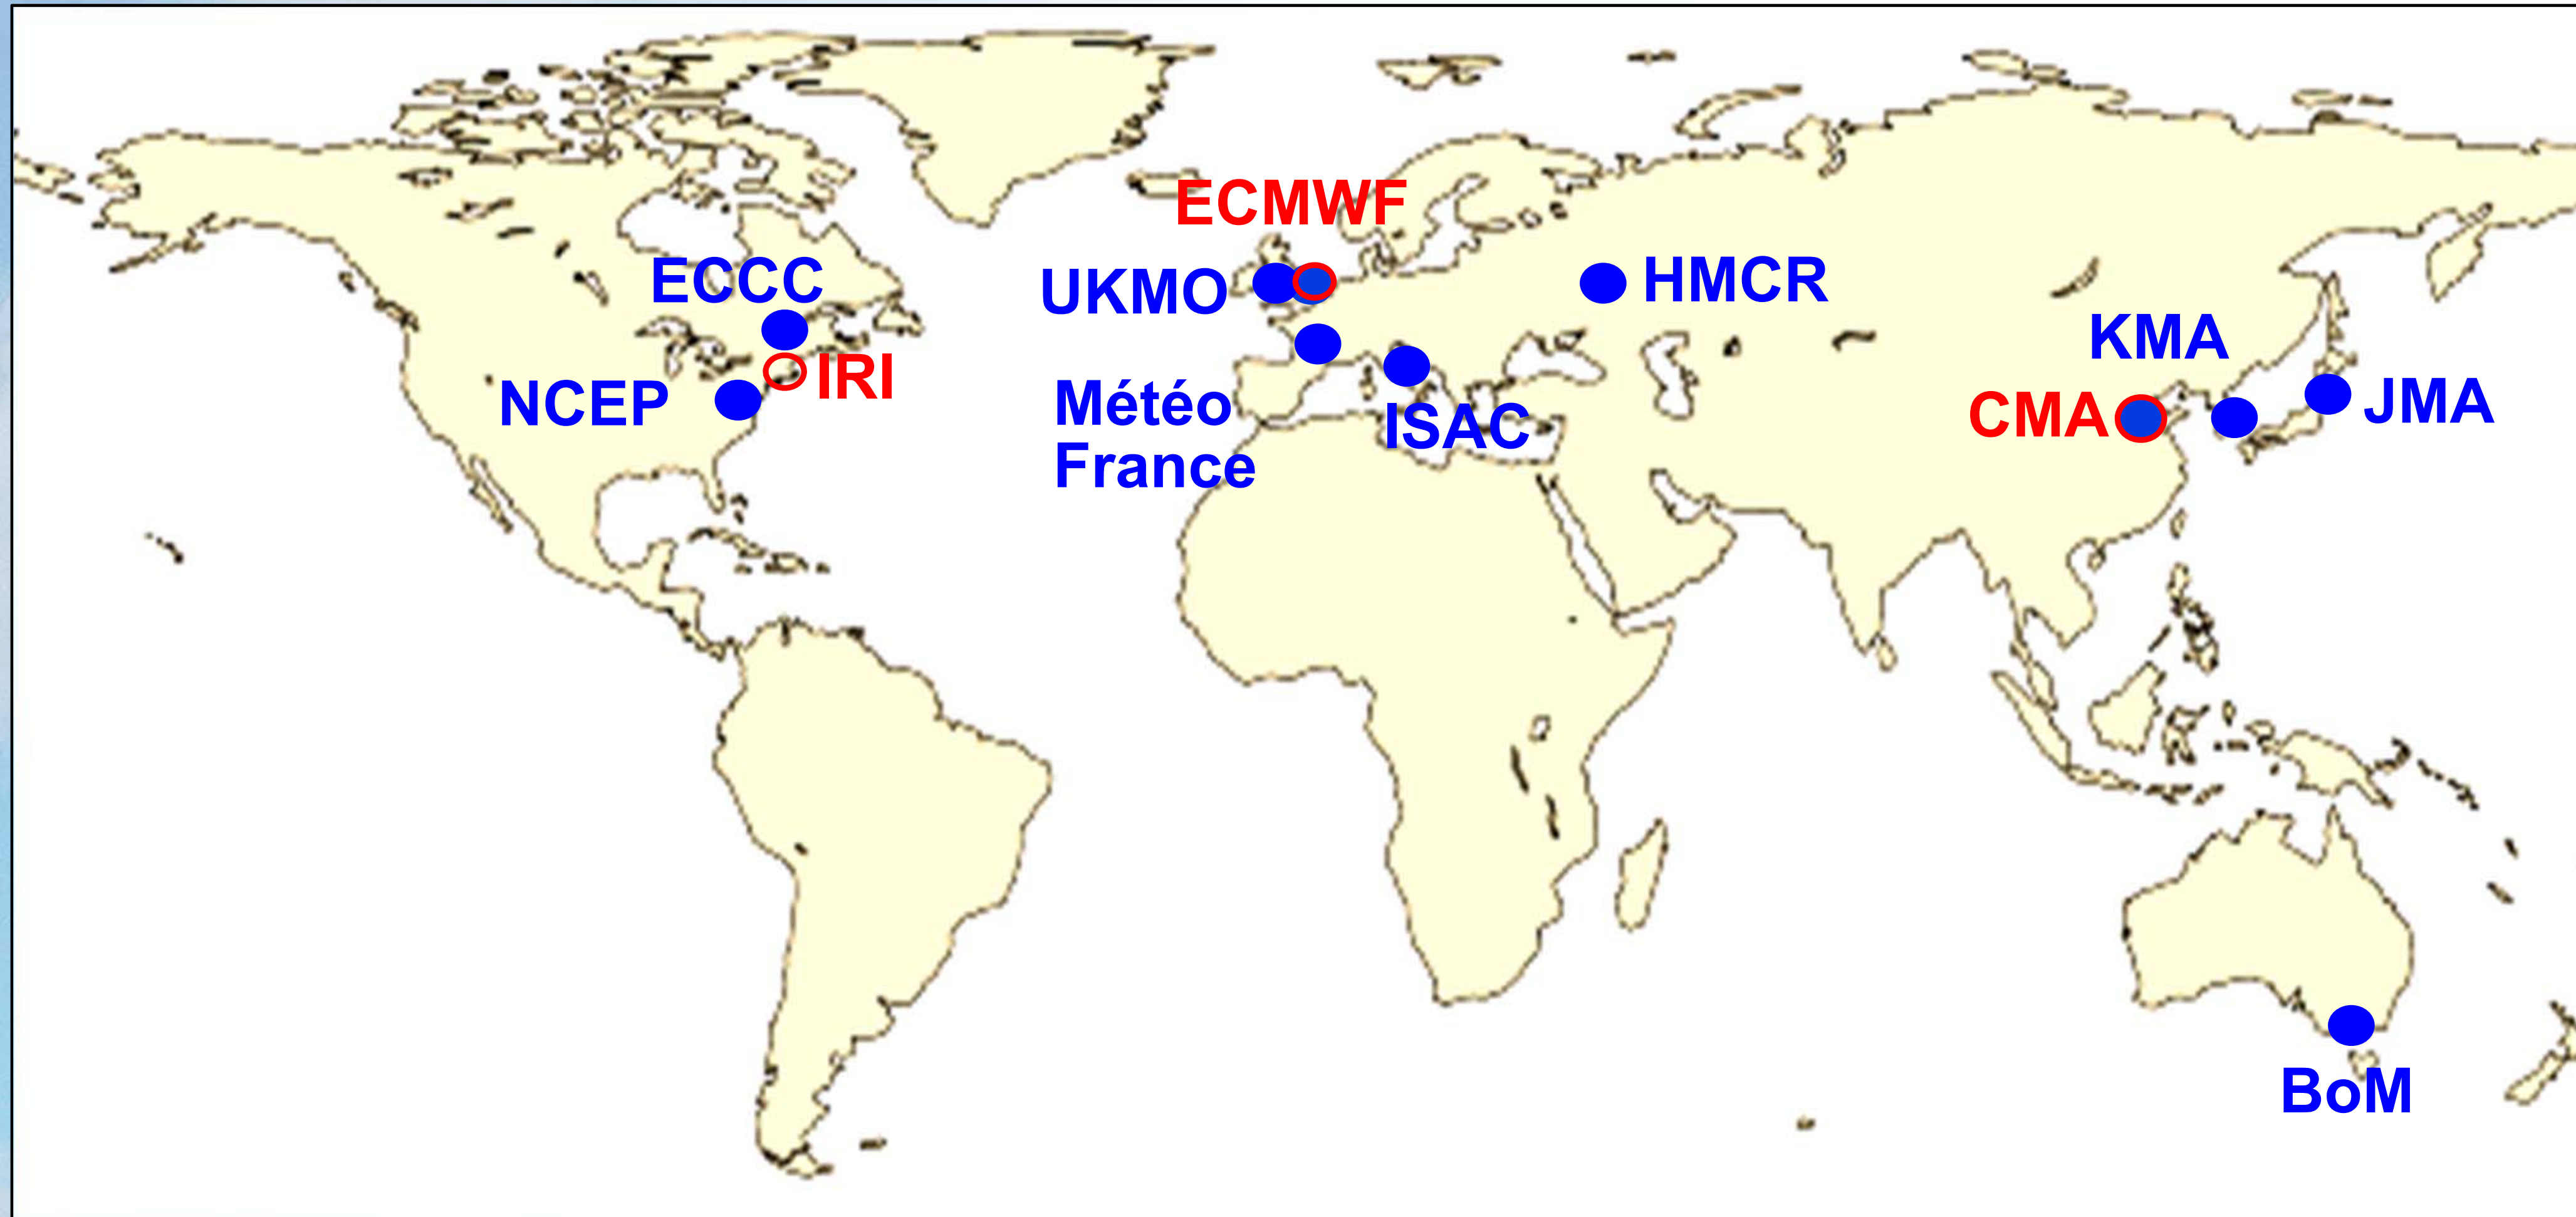 ECMWF
ECCC
UKMO
HMCR
KMA
IRI
NCEP
Météo
France
ISAC
CMA
JMA
BoM